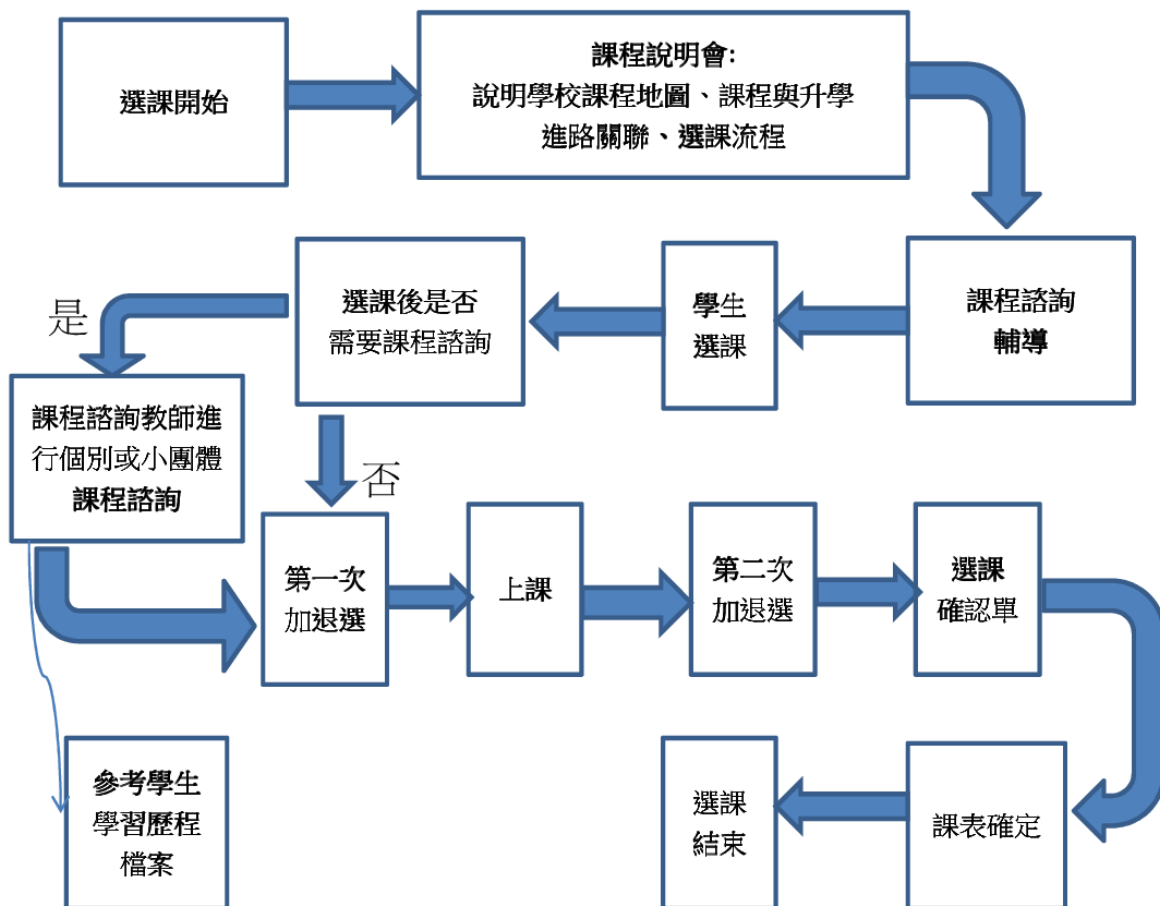 選課開始
課程說明會:
說明學校課程地圖、課程與升學
進路關聯、選課流程
課程諮詢
輔導
學生
選課
選課後是否
需要課程諮詢
是
課程諮詢教師進
行個別或小團體
課程諮詢
否
第一次
加退選
上課
第二次
加退選
選課
確認單
參考學生
學習歷程
檔案
課表確定
選課
結束